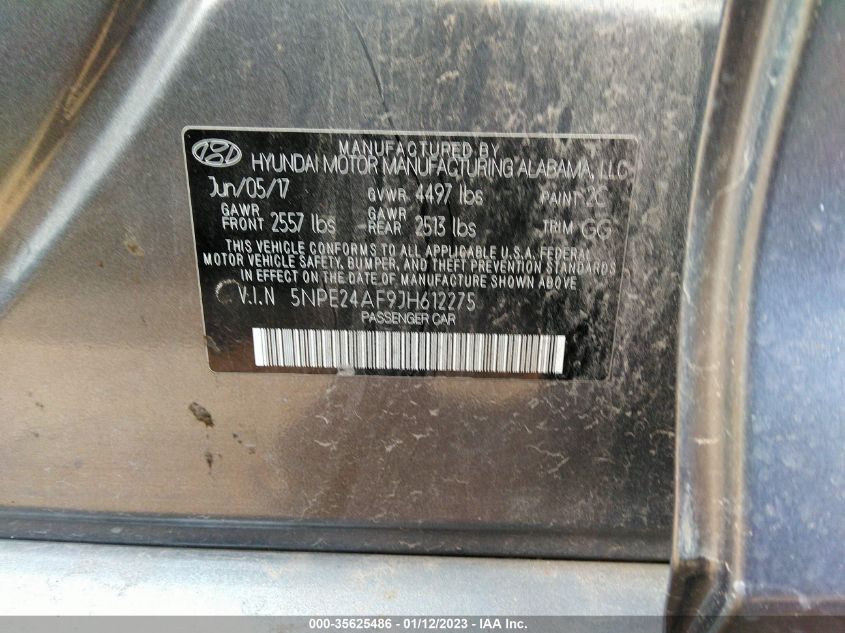 MANUFACTURED BY
HYUNDAI MOTOR MANUFACTURING ALABAMA, LLC
Jun/05/17 GVWR 4497 lbs PAINT 2C
GAWR FRONT 2557 lbs GAWR REAR 2513 lbs TRIM GG
THIS VEHICLE CONFORMS TO ALL APPLICABLE U.S.A. FEDERAL
MOTOR VEHICLE SAFETY, BUMPER, AND THEFT PREVENTION STANDARDS
IN EFFECT ON THE DATE OF MANUFACTURE SHOWN ABOVE.
V.I.N 5NPE24AF9JH612275
PASSENGER CAR
000-35625486 - 01/12/2023 - IAA Inc.